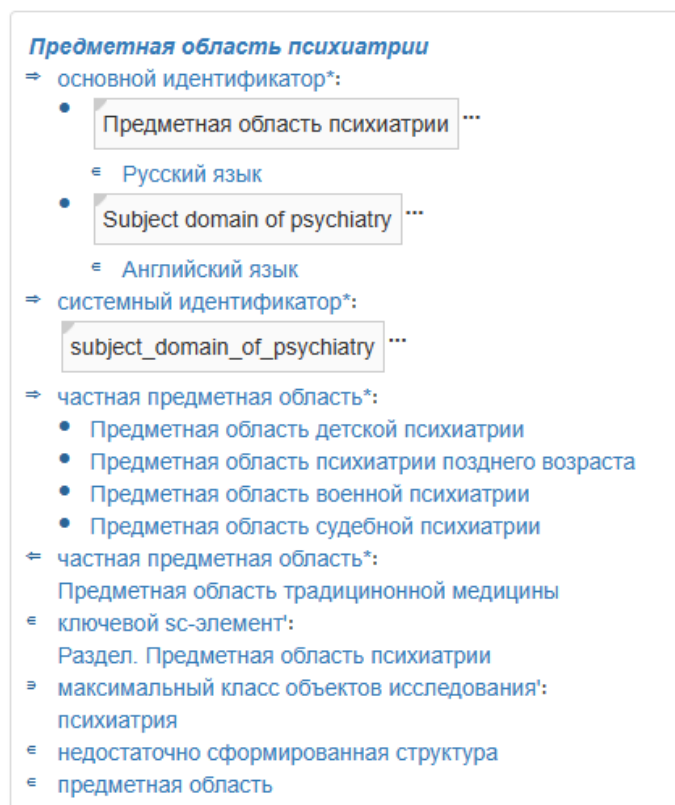 Предметная область психиатрии
⇒ основной идентификатор*:
• Предметная область психиатрии ...
∊ Русский язык
• Subject domain of psychiatry ...
∊ Английский язык
⇒ системный идентификатор*:
subject_domain_of_psychiatry ...
⇒ частная предметная область*:
• Предметная область детской психиатрии
• Предметная область психиатрии позднего возраста
• Предметная область военной психиатрии
• Предметная область судебной психиатрии
⇐ частная предметная область*:
Предметная область традицинонной медицины
∊ ключевой sc-элемент':
Раздел. Предметная область психиатрии
∍ максимальный класс объектов исследования':
психиатрия
∊ недостаточно сформированная структура
∊ предметная область